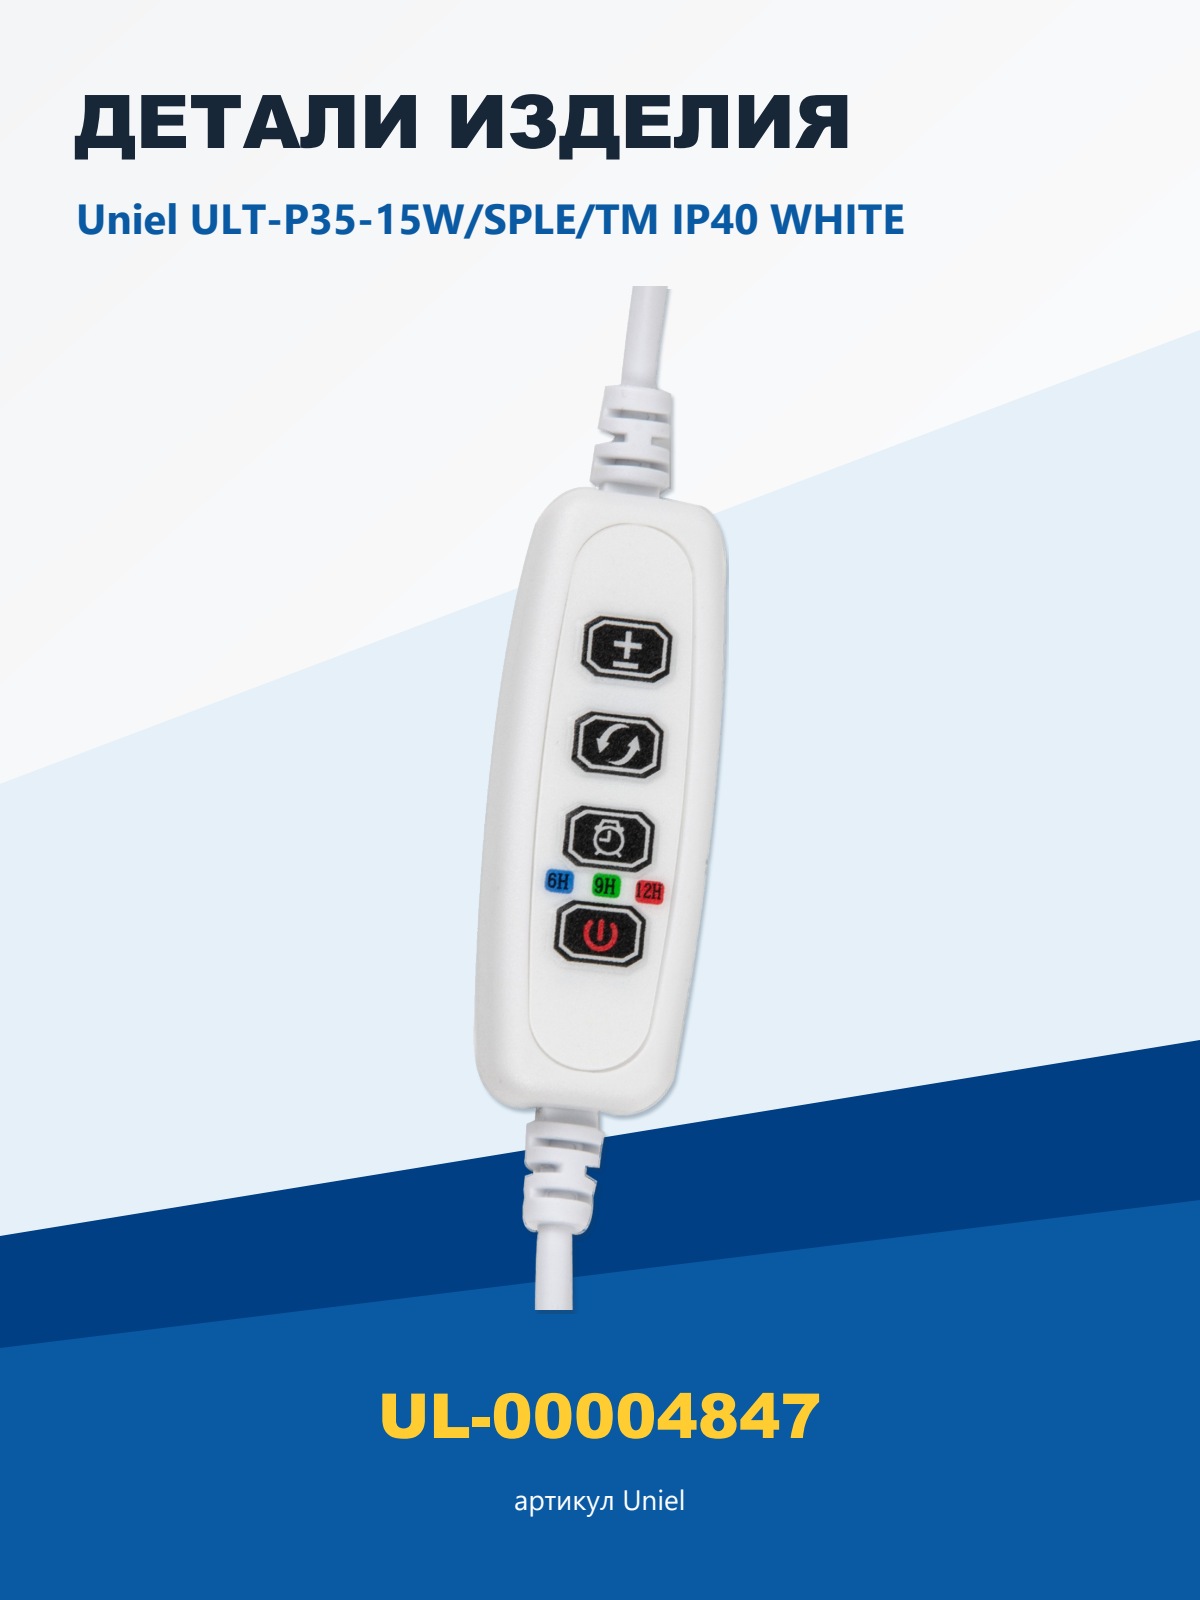 ДЕТАЛИ ИЗДЕЛИЯ
Uniel ULT-P35-15W/SPLE/TM IP40 WHITE
6H 9H 12H
UL-00004847
артикул Uniel